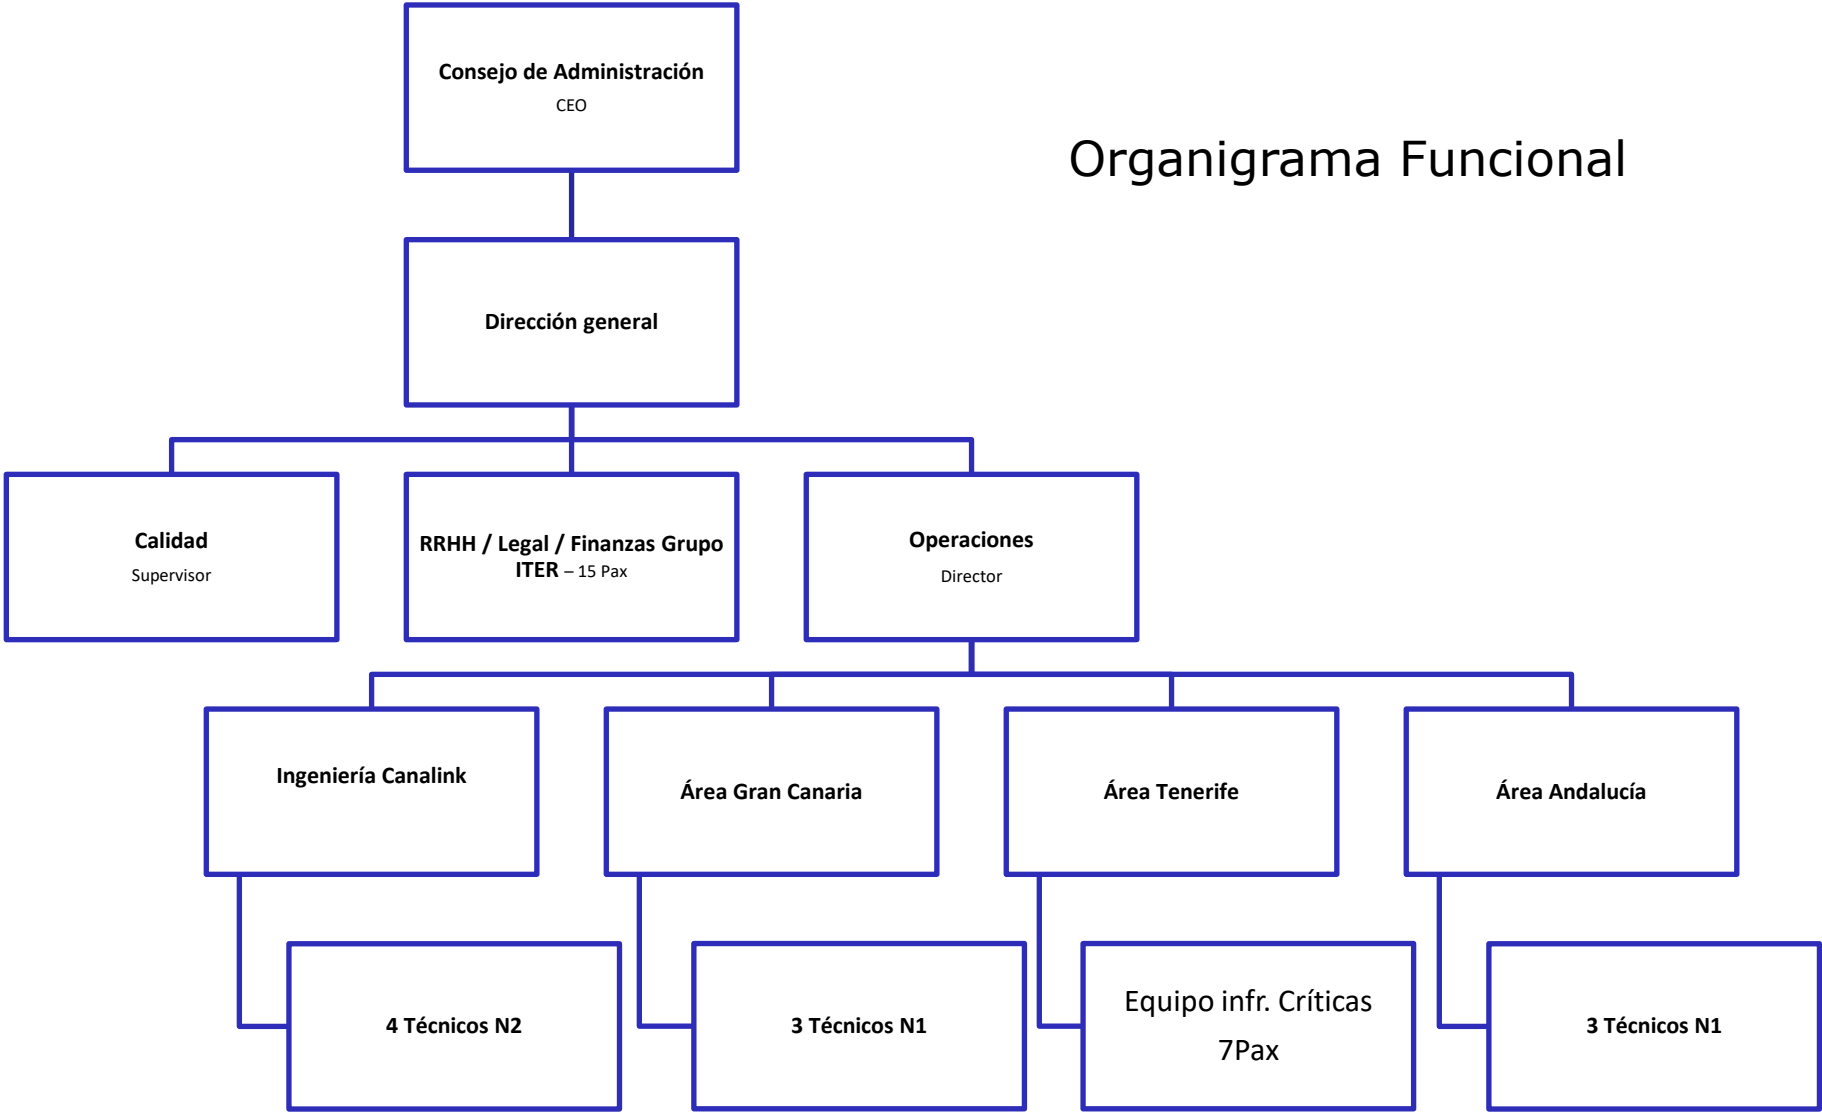 Consejo de Administración
CEO
Organigrama Funcional
Dirección general
Calidad
Supervisor
RRHH / Legal / Finanzas Grupo
ITER – 15 Pax
Operaciones
Director
Ingeniería Canalink
Área Gran Canaria
Área Tenerife
Área Andalucía
4 Técnicos N2
3 Técnicos N1
Equipo infr. Críticas
7Pax
3 Técnicos N1